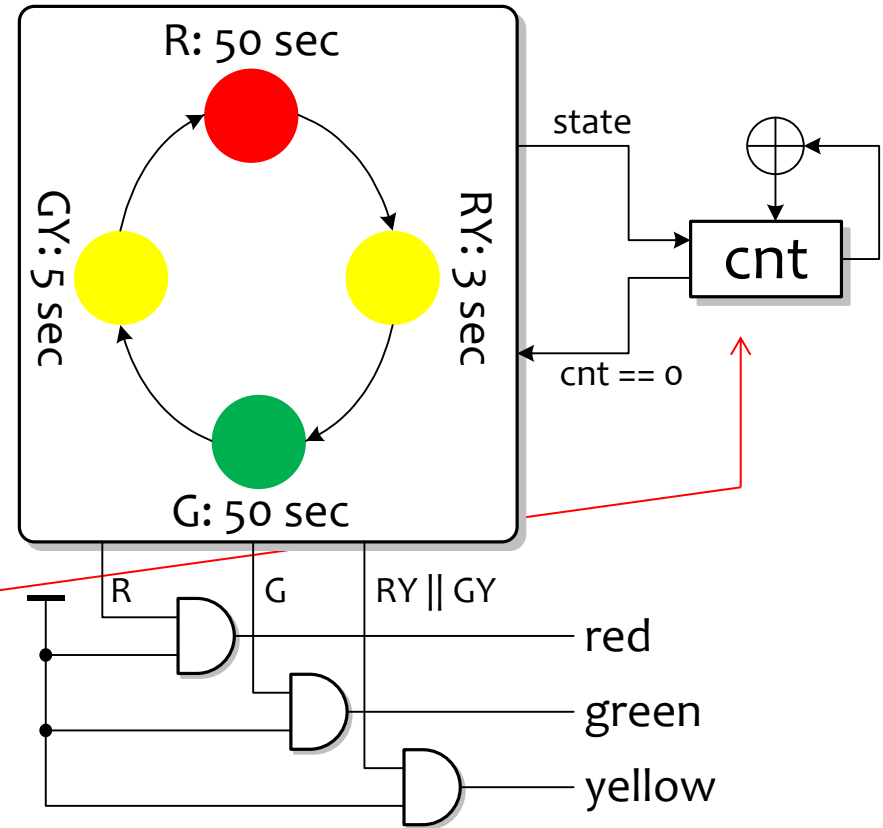 R: 50 sec
state
GY: 5 sec
RY: 3 sec
cnt
cnt == 0
G: 50 sec
R
G
RY || GY
red
green
yellow